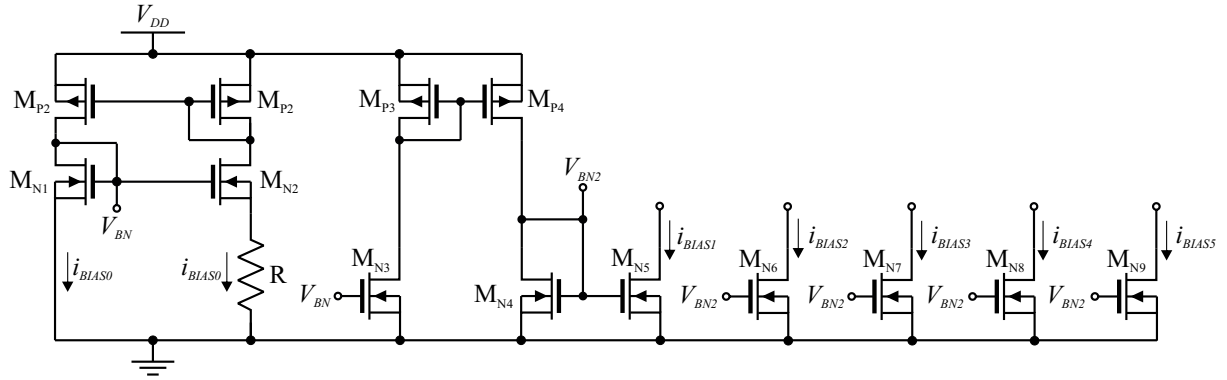 V_DD
M_P2
M_P2
M_P3
M_P4
M_N1
M_N2
V_BN
V_BN2
i_BIAS0
i_BIAS0
R
M_N3
V_BN
M_N4
M_N5
i_BIAS1
V_BN2
M_N6
i_BIAS2
V_BN2
M_N7
i_BIAS3
V_BN2
M_N8
i_BIAS4
V_BN2
M_N9
i_BIAS5